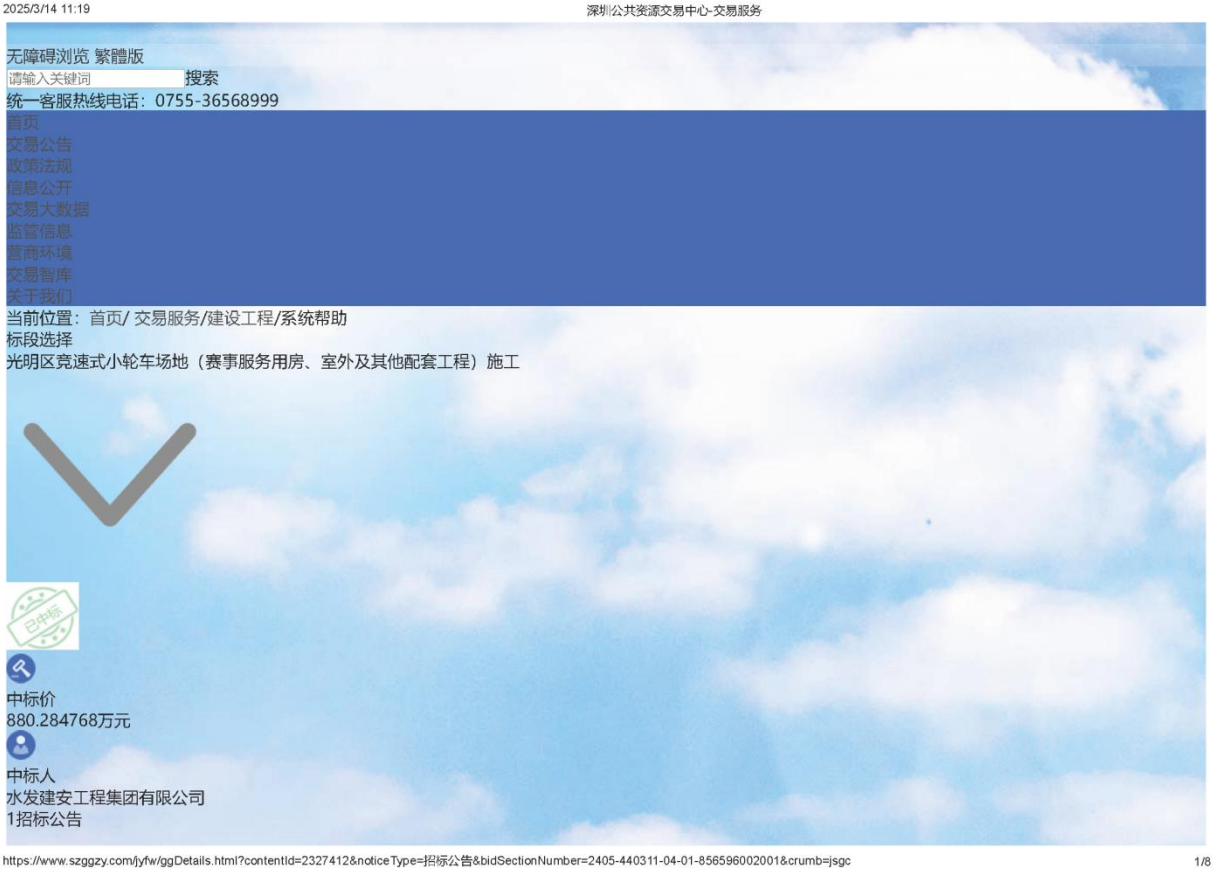 2025/3/14 11:19
深圳公共资源交易中心-交易服务
无障碍浏览 繁體版
请输入关键词 搜索
统一客服热线电话：0755-36568999
首页
交易公告
政策法规
信息公开
交易大数据
监管信息
营商环境
交易智库
关于我们
当前位置：首页/ 交易服务/建设工程/系统帮助
标段选择
光明区竞速式小轮车场地（赛事服务用房、室外及其他配套工程）施工
已中标
中标价
880.284768万元
中标人
水发建安工程集团有限公司
1招标公告
https://www.szggzy.com/jyfw/ggDetails.html?contentId=2327412&noticeType=招标公告&bidSectionNumber=2405-440311-04-01-856596002001&crumb=jsgc
1/8